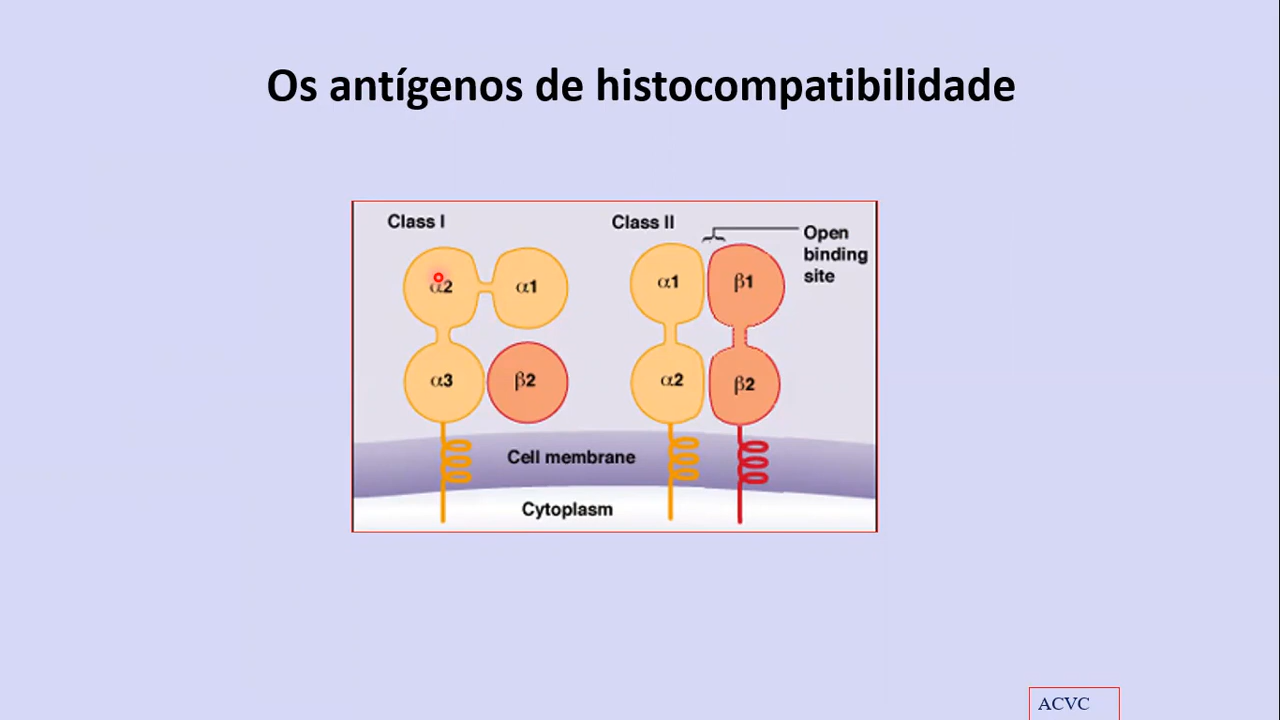 Os antígenos de histocompatibilidade
Class I
Class II
Open
binding
site
α2
α1
α1
β1
α3
β2
α2
β2
Cell membrane
Cytoplasm
ACVC